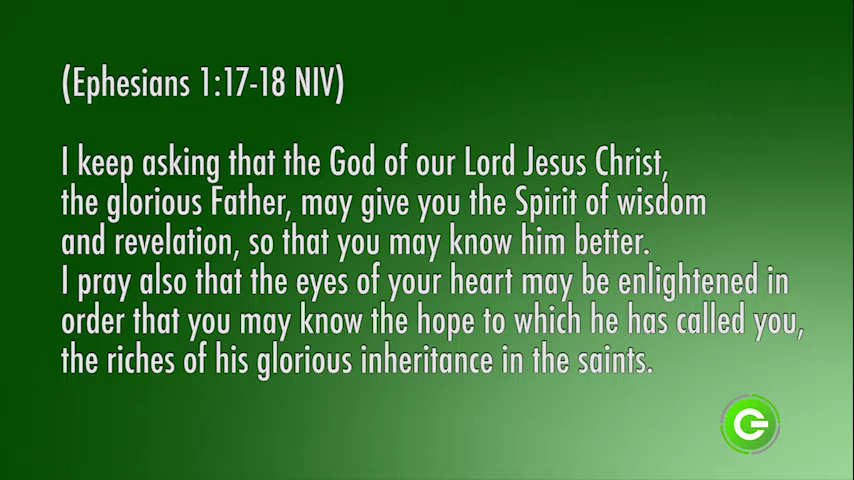 (Ephesians 1:17-18 NIV)
I keep asking that the God of our Lord Jesus Christ,
the glorious Father, may give you the Spirit of wisdom
and revelation, so that you may know him better.
I pray also that the eyes of your heart may be enlightened in
order that you may know the hope to which he has called you,
the riches of his glorious inheritance in the saints.